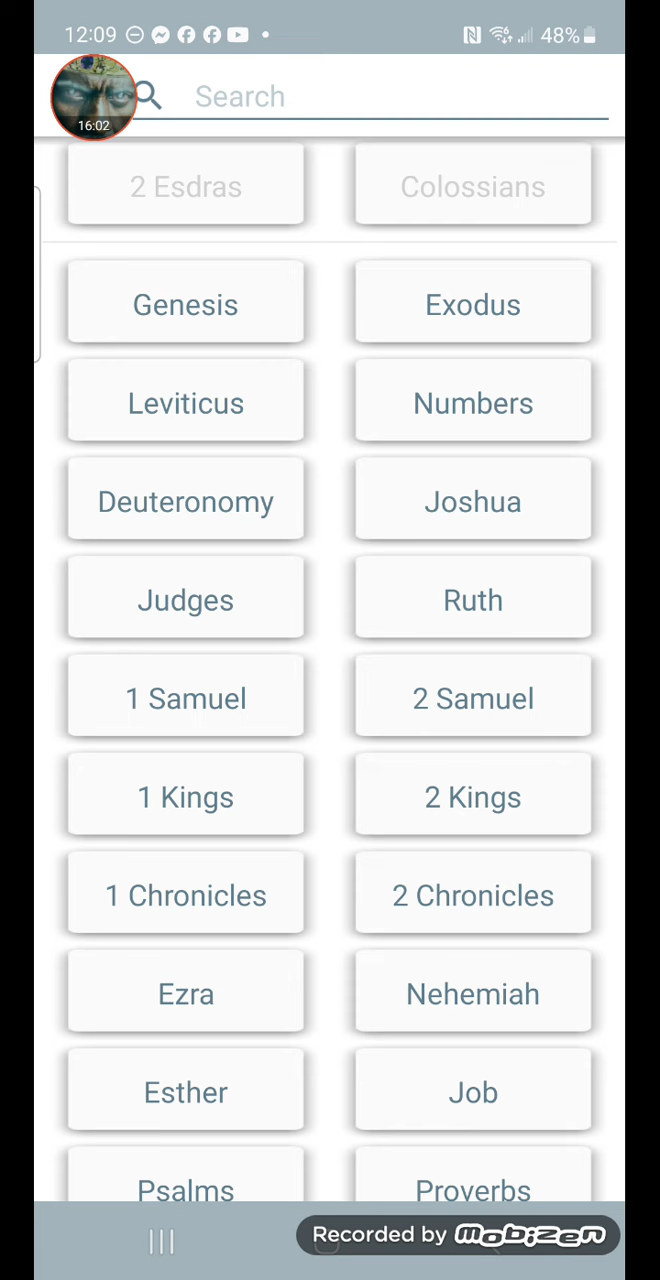 12:09 48%
Search
16:02
2 Esdras Colossians
Genesis Exodus
Leviticus Numbers
Deuteronomy Joshua
Judges Ruth
1 Samuel 2 Samuel
1 Kings 2 Kings
1 Chronicles 2 Chronicles
Ezra Nehemiah
Esther Job
Psalms Proverbs
Recorded by mobizen